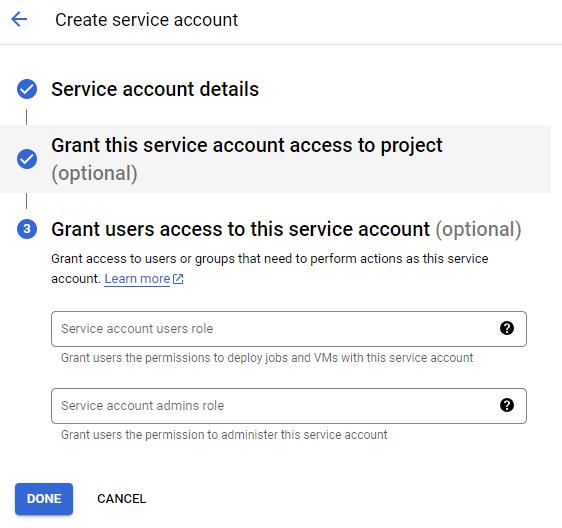 Create service account
Service account details
Grant this service account access to project
(optional)
3 Grant users access to this service account (optional)
Grant access to users or groups that need to perform actions as this service
account. Learn more
Service account users role ?
Grant users the permissions to deploy jobs and VMs with this service account
Service account admins role ?
Grant users the permission to administer this service account
DONE CANCEL